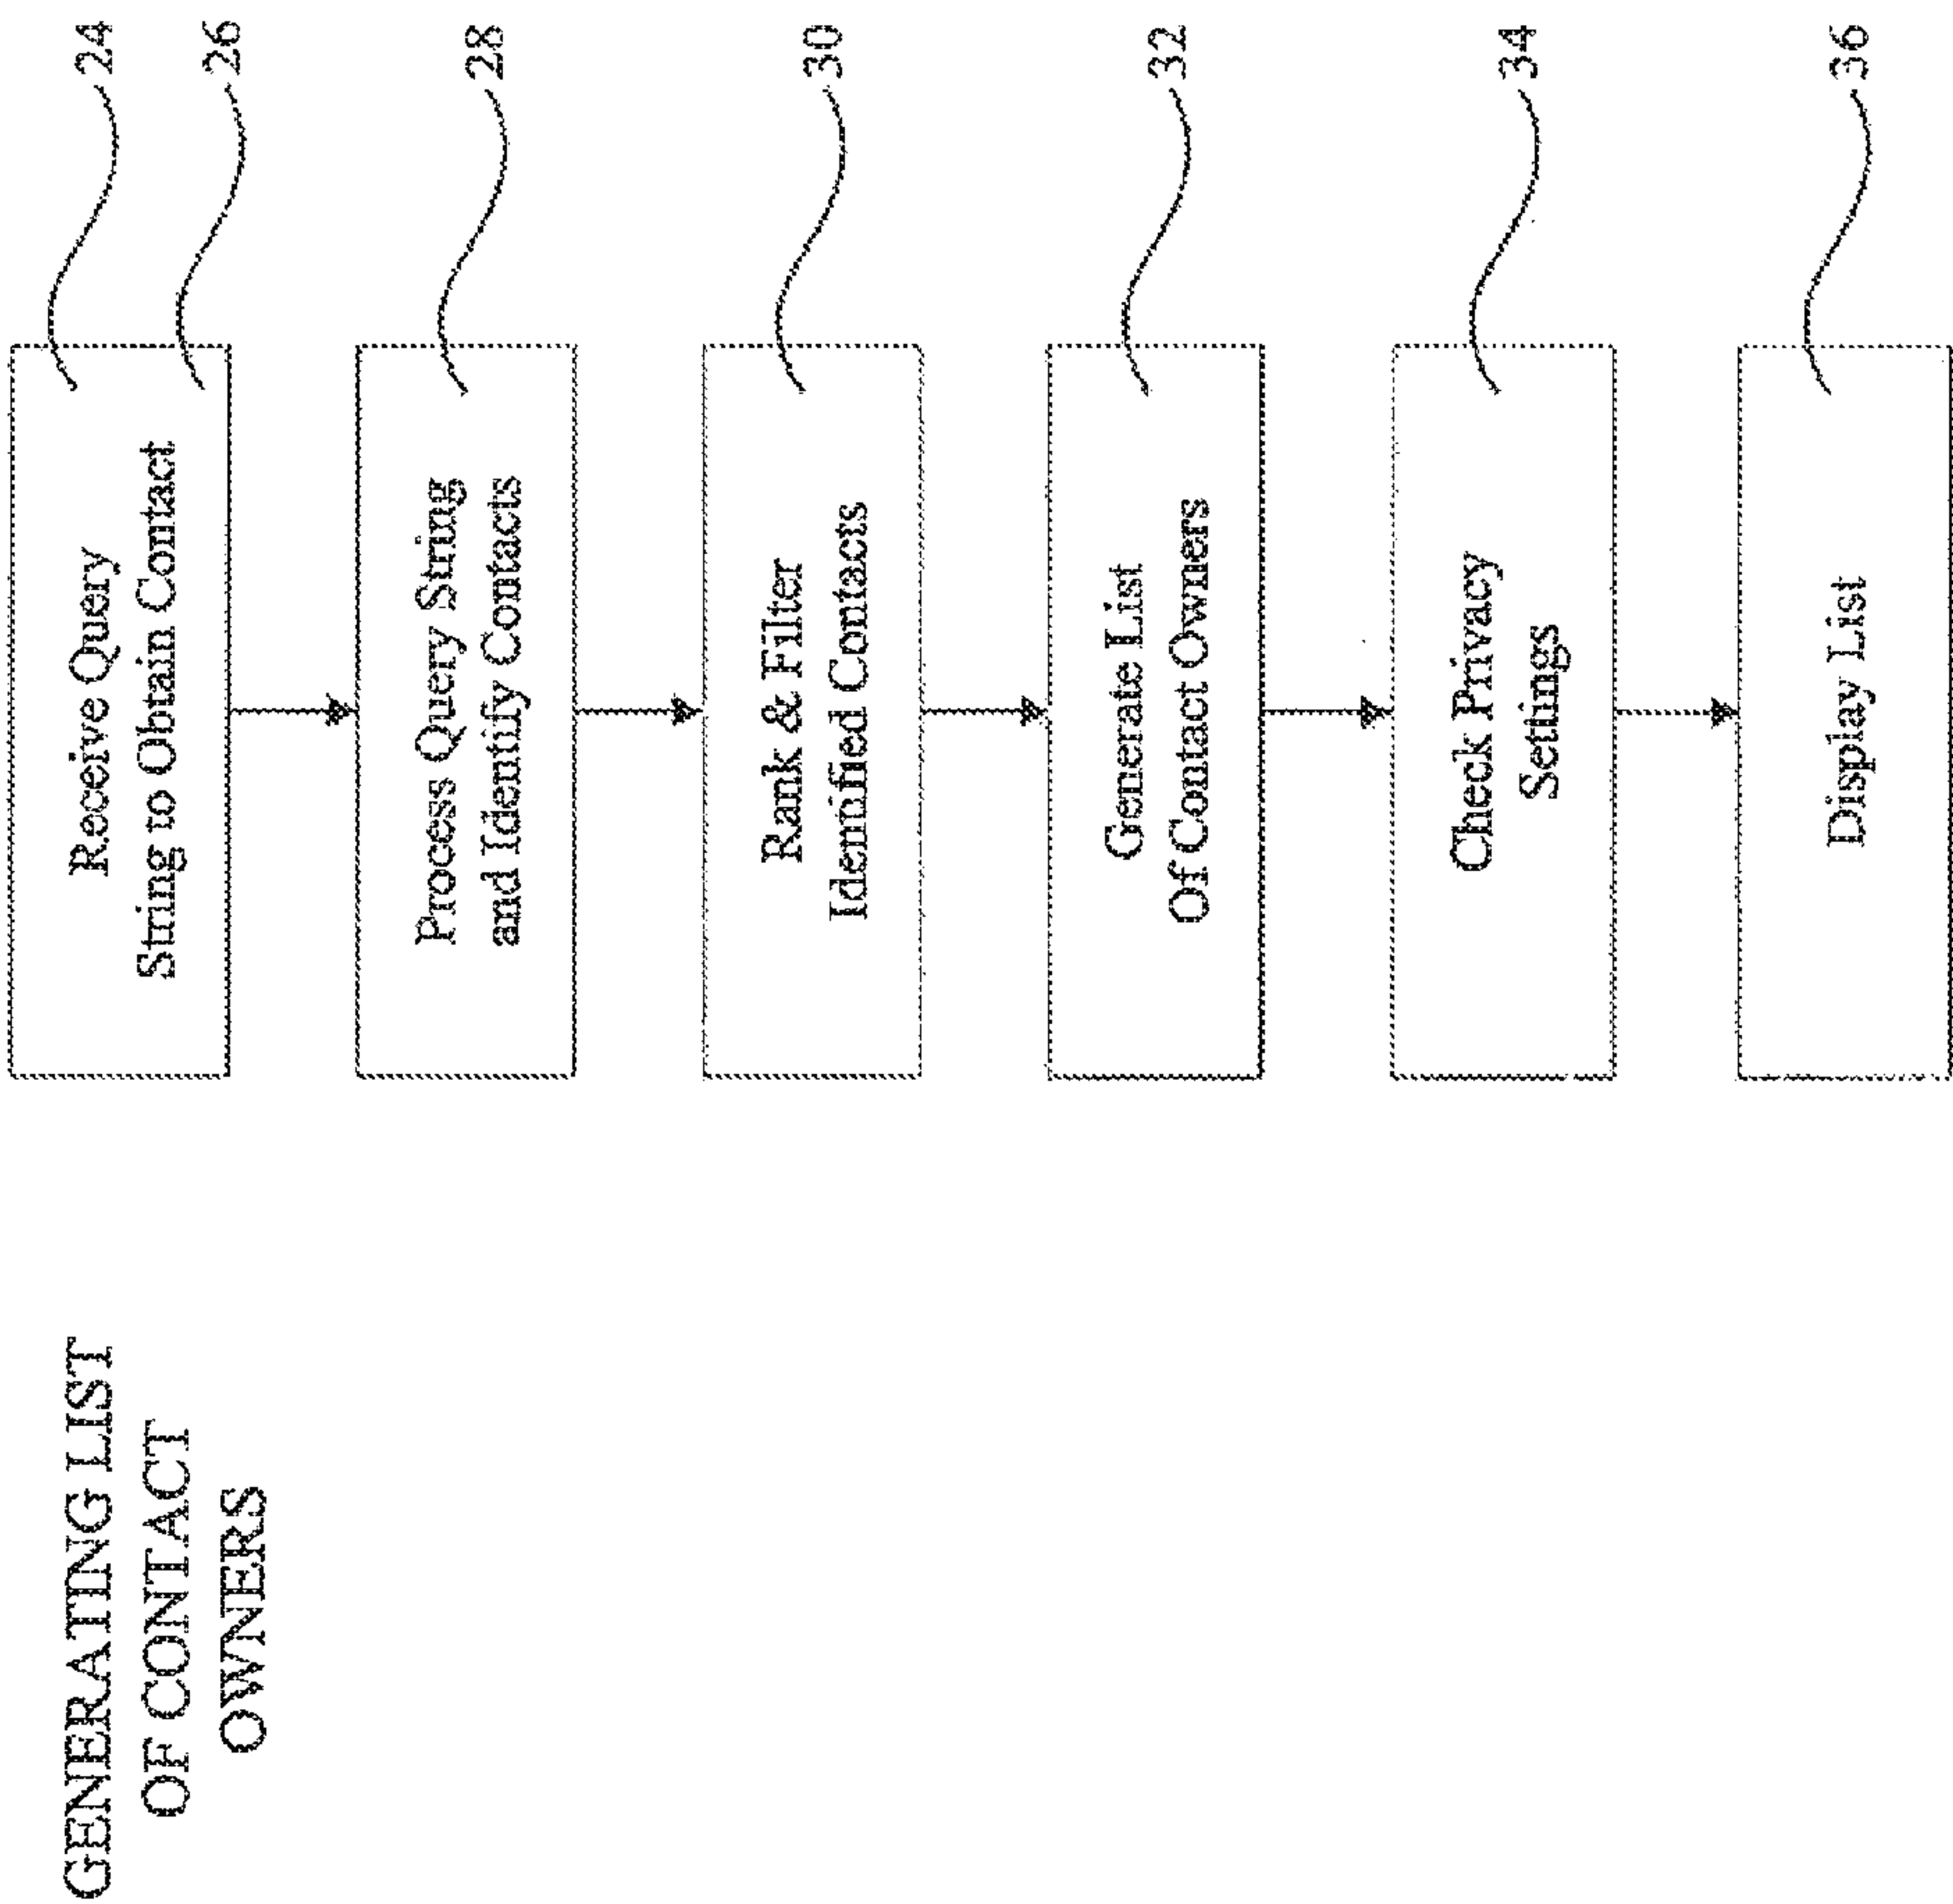 GENERATING LIST
OF CONTACT
OWNERS
Receive Query
String to Obtain Contact
24
26
Process Query String
and Identify Contacts
28
Rank & Filter
Identified Contacts
30
Generate List
Of Contact Owners
32
Check Privacy
Settings
34
Display List
36